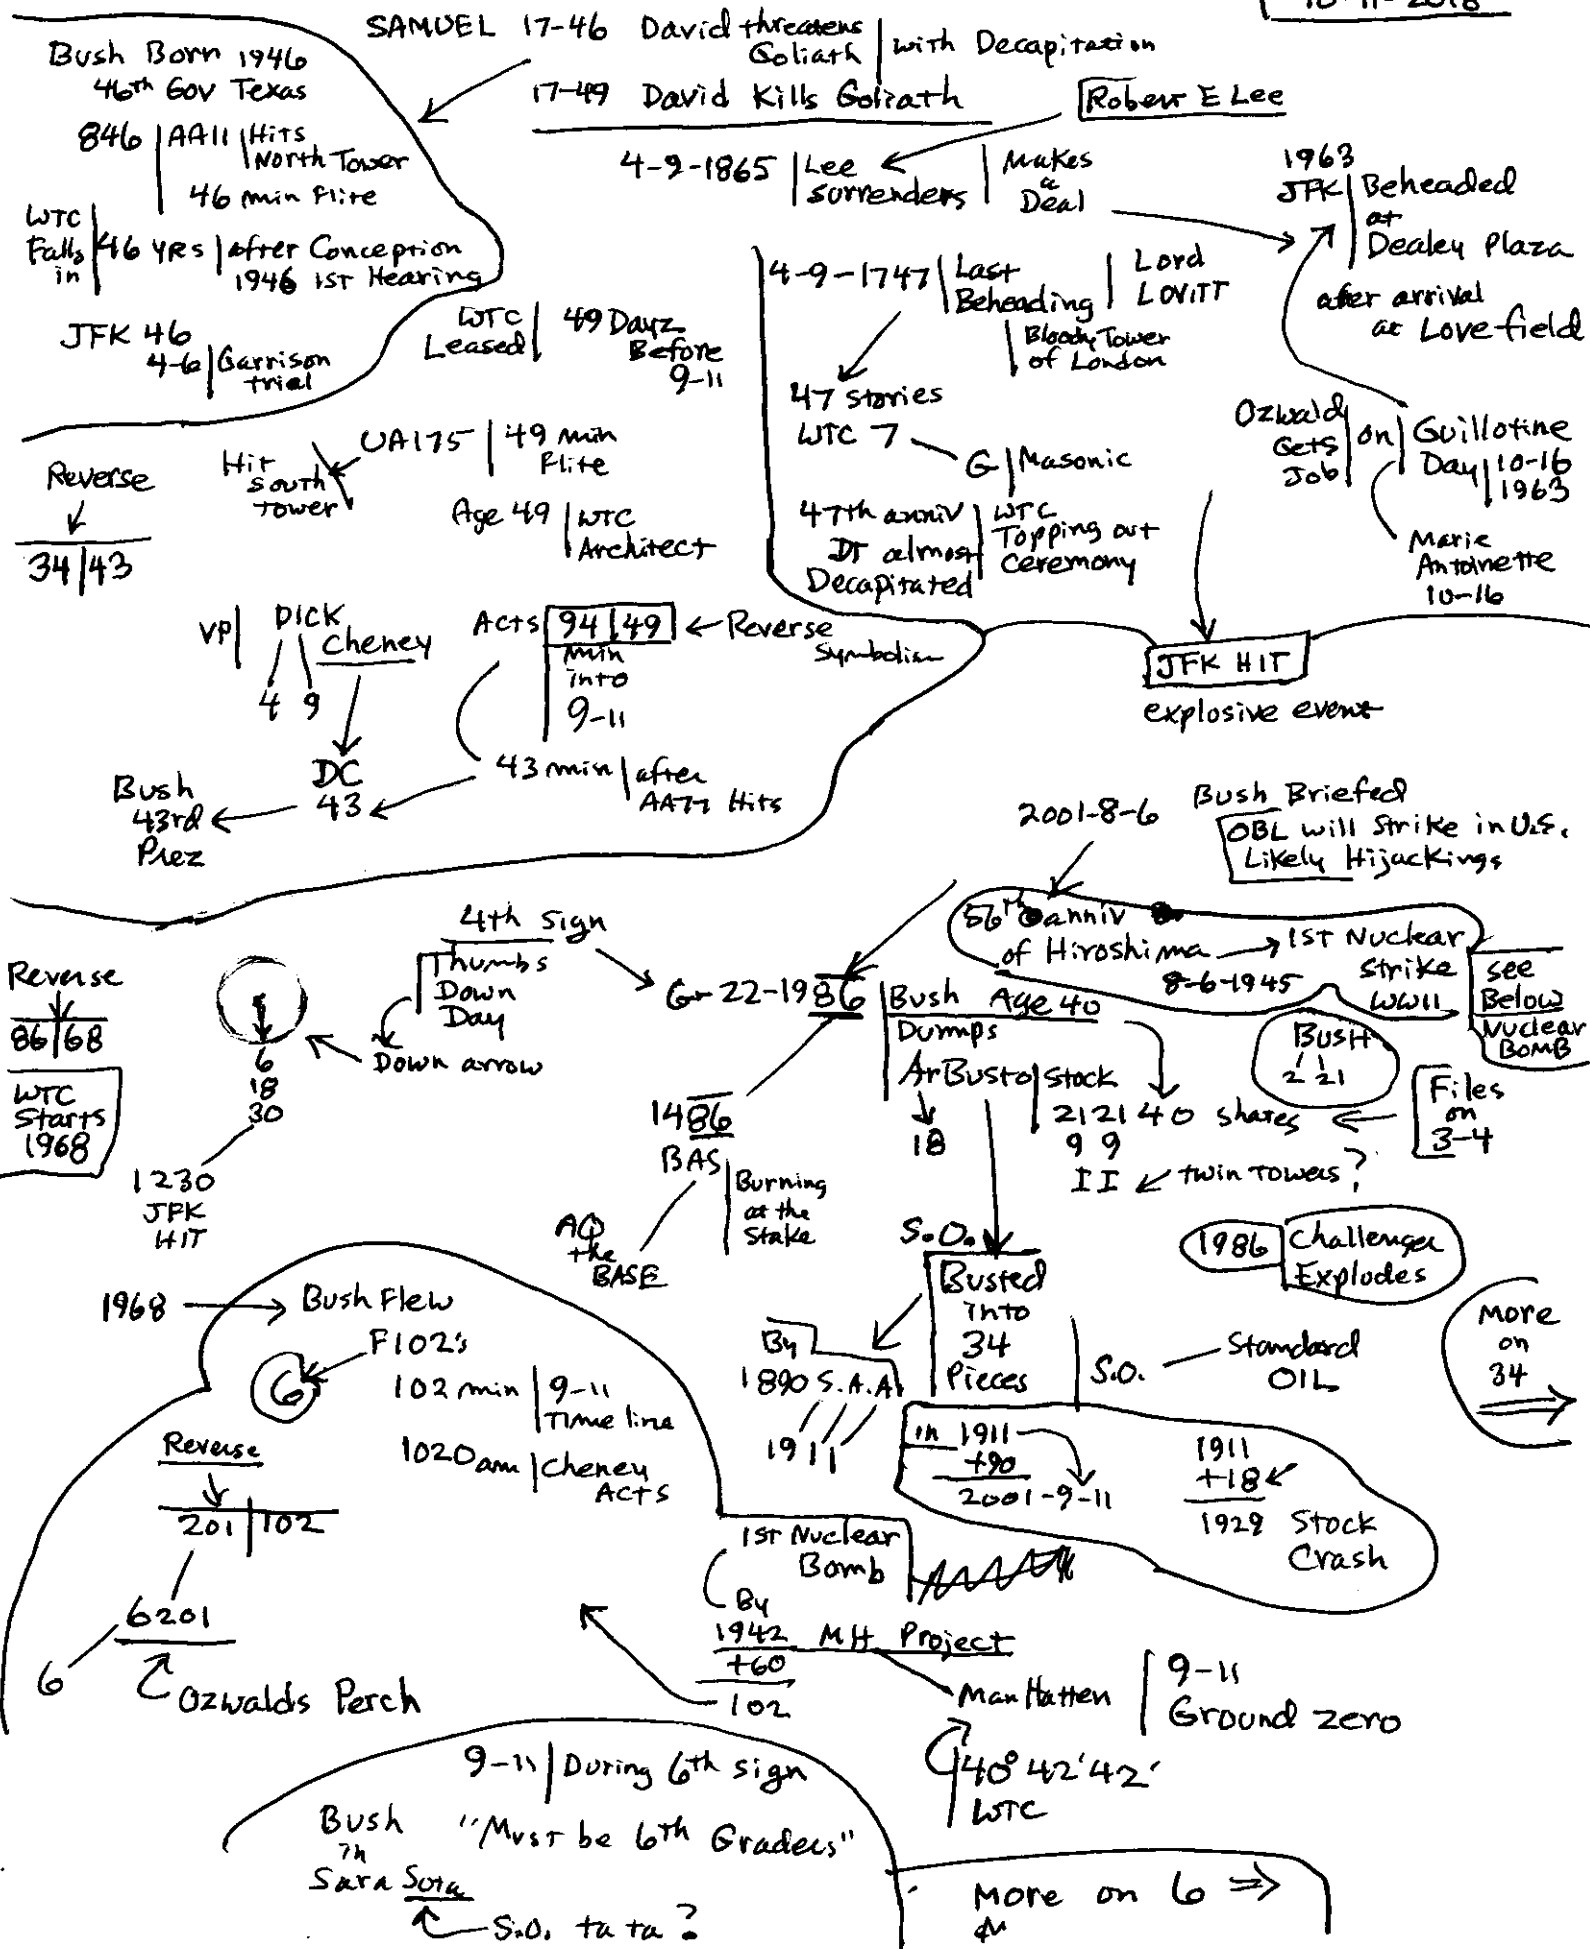 10-11-2018
SAMUEL 17-46 David threatens Goliath | with Decapitation
17-49 David Kills Goliath
Robert E Lee
Bush Born 1946
46th Gov Texas
846 | AA11 | Hits
North Tower
46 min Flite
WTC
Falls
in
46 YRS | after Conception
1946 1ST Hearing
JFK 46
4-6 | Garrison
trial
4-9-1865 | Lee
Surrenders
Makes
a
Deal
1963
JFK | Beheaded
at
Dealey Plaza
after arrival
at Lovefield
4-9-1747 | Last
Beheading
Lord
LOVITT
Bloody Tower
of London
WTC
Leased
49 Dayz
Before
9-11
47 stories
WTC 7
G | Masonic
47th anniv
DT almost
Decapitated
WTC
Topping out
Ceremony
Ozwald
Gets
Job
on
Guillotine
Day | 10-16
1963
Marie
Antoinette
10-16
Reverse
34 | 43
Hit
South
Tower
UA175 | 49 min
Flite
Age 49 | WTC
Architect
VP | DICK
Cheney
4 9
DC
43
Bush
43rd
Prez
Acts | 94 | 49 Reverse
Symbolism
min
into
9-11
43 min | after
AA77 Hits
JFK HIT
explosive event
2001-8-6 Bush Briefed
OBL will strike in U.S.
Likely Hijackings
56th anniv
of Hiroshima
8-6-1945
1ST Nuclear
Strike
WWII
see
Below
Nuclear
BOMB
4th sign
Thumbs
Down
Day
Down arrow
6-22-1986 | Bush Age 40
Dumps
ArBusto | Stock
18
212140 shares
9 9
I I twin Towers?
BUSH
2 21
Files
on
3-4
Reverse
86 | 68
WTC
Starts
1968
6
18
30
1230
JFK
HIT
1486
BAS
Burning
at the
Stake
AQ
the
BASE
1986 | Challenger
Explodes
S.O.
Busted
into
34
Pieces
S.O. Standard
OIL
More
on
34
By
1890 S.A.A
1911
in 1911
+90
2001-9-11
1911
+18
1929 Stock
Crash
1968 Bush Flew
F102's
6
102 min | 9-11
Time line
1020am | Cheney
ACTS
Reverse
201 | 102
6201
6
Ozwalds Perch
1ST Nuclear
Bomb
By
1942 MH Project
+60
102
ManHatten | 9-11
Ground zero
40° 42' 42'
WTC
9-11 | During 6th sign
Bush
in
SaraSota
"Must be 6th Graders"
S.O. ta ta?
More on 6